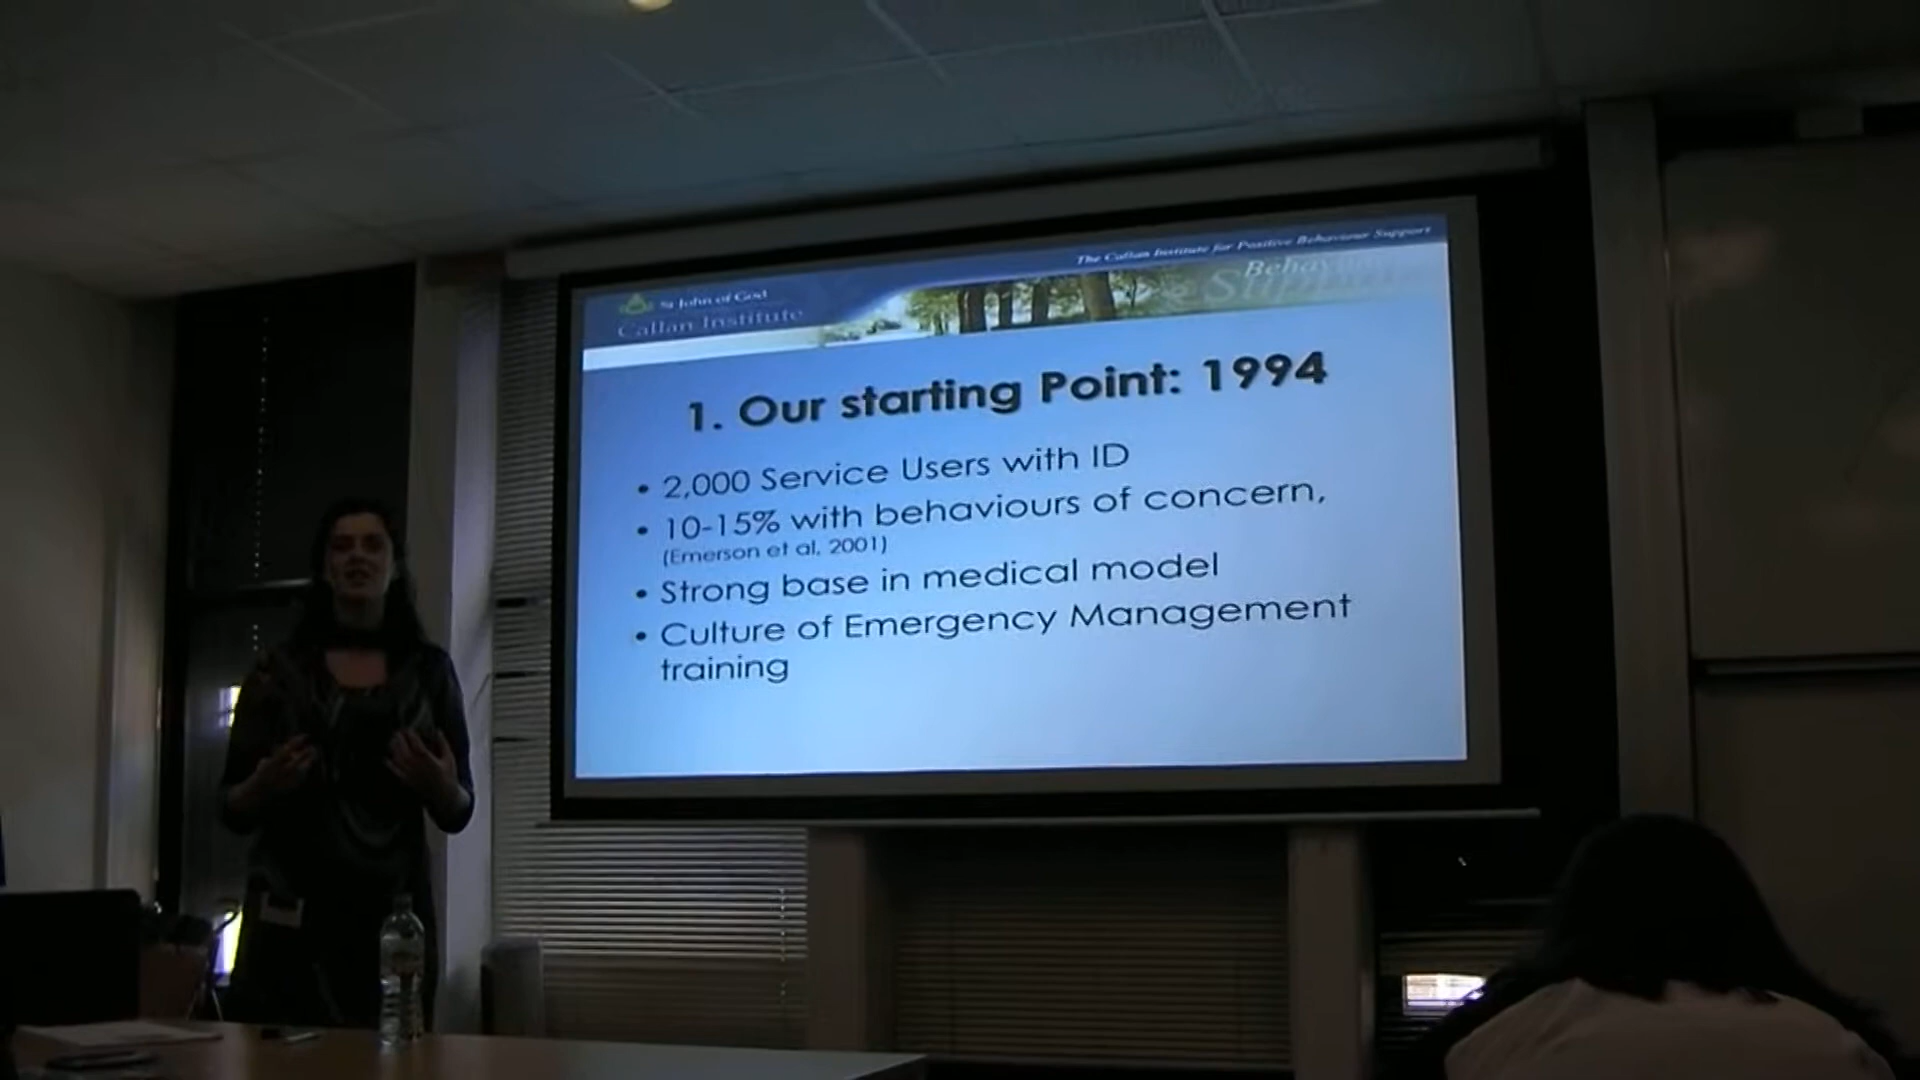 The Callan Institute for Positive Behaviour Support
St John of God
Callan Institute
1. Our starting Point: 1994
• 2,000 Service Users with ID
• 10-15% with behaviours of concern,
(Emerson et al, 2001)
• Strong base in medical model
• Culture of Emergency Management
training